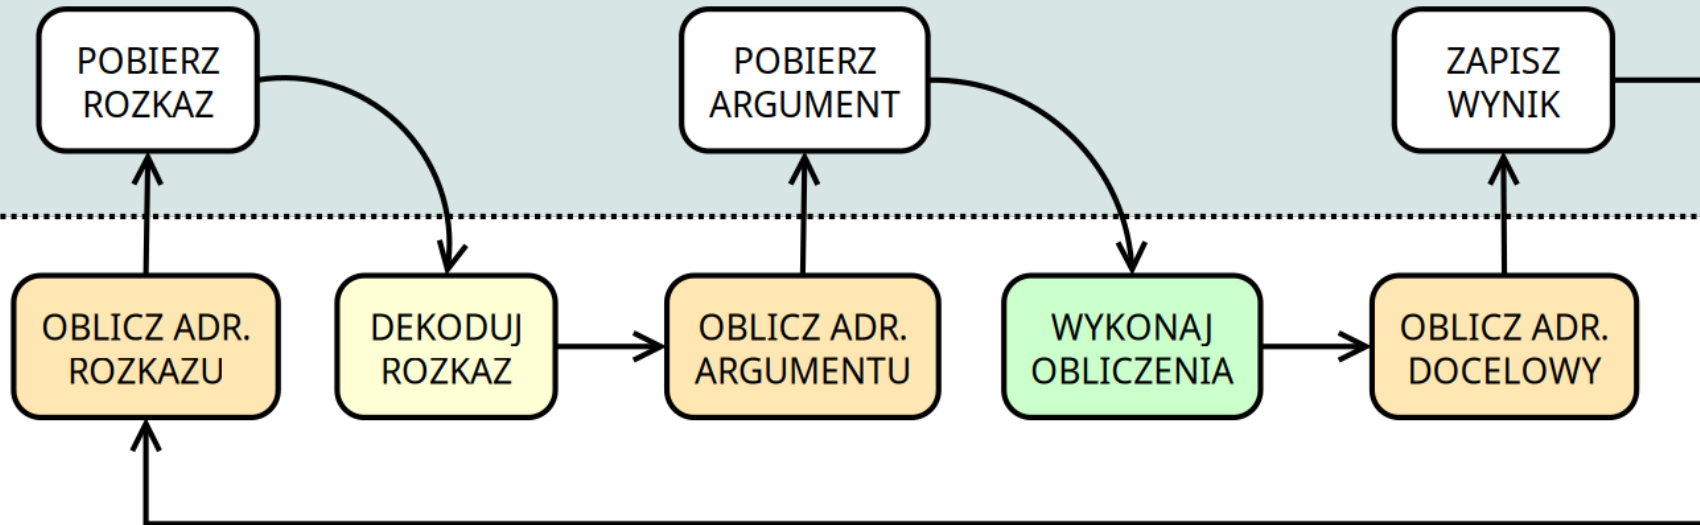 POBIERZ
ROZKAZ
POBIERZ
ARGUMENT
ZAPISZ
WYNIK
OBLICZ ADR.
ROZKAZU
DEKODUJ
ROZKAZ
OBLICZ ADR.
ARGUMENTU
WYKONAJ
OBLICZENIA
OBLICZ ADR.
DOCELOWY